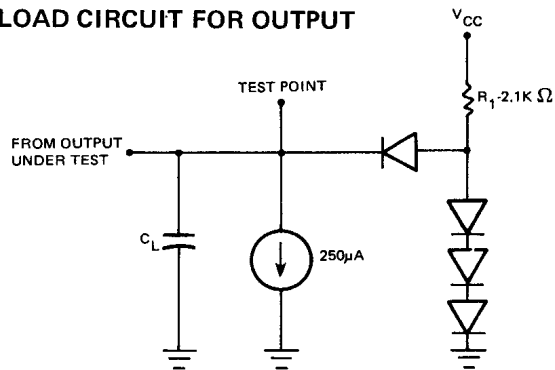 LOAD CIRCUIT FOR OUTPUT
VCC
TEST POINT
R1-2.1K Ω
FROM OUTPUT
UNDER TEST
CL
250μA